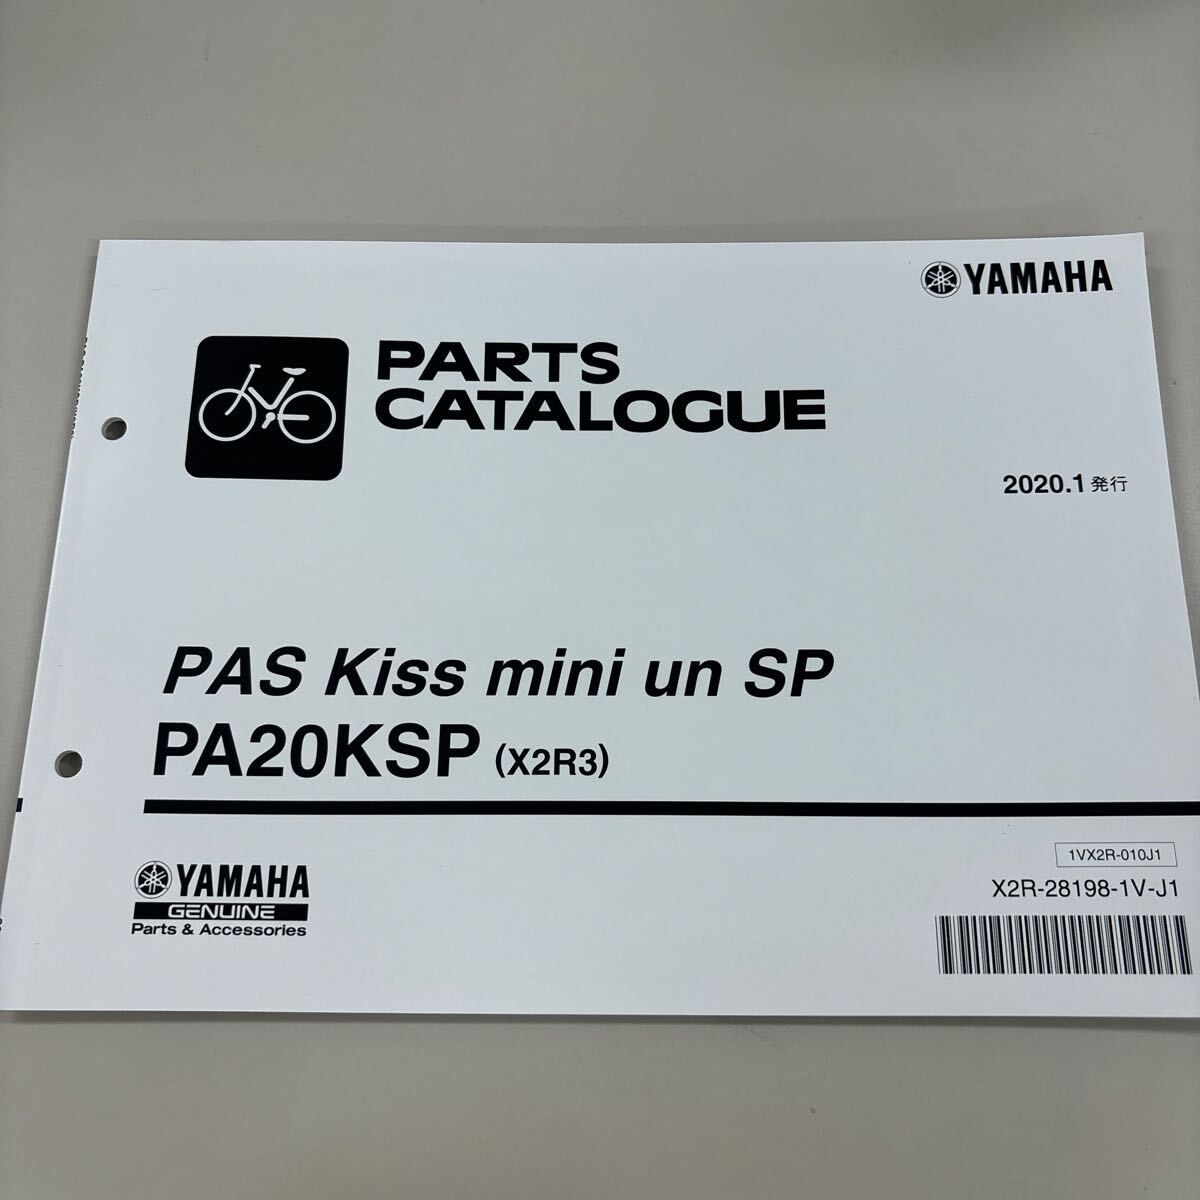 YAMAHA
PARTS
CATALOGUE
2020.1 発行
PAS Kiss mini un SP
PA20KSP (X2R3)
1VX2R-010J1
X2R-28198-1V-J1
YAMAHA
GENUINE
Parts & Accessories